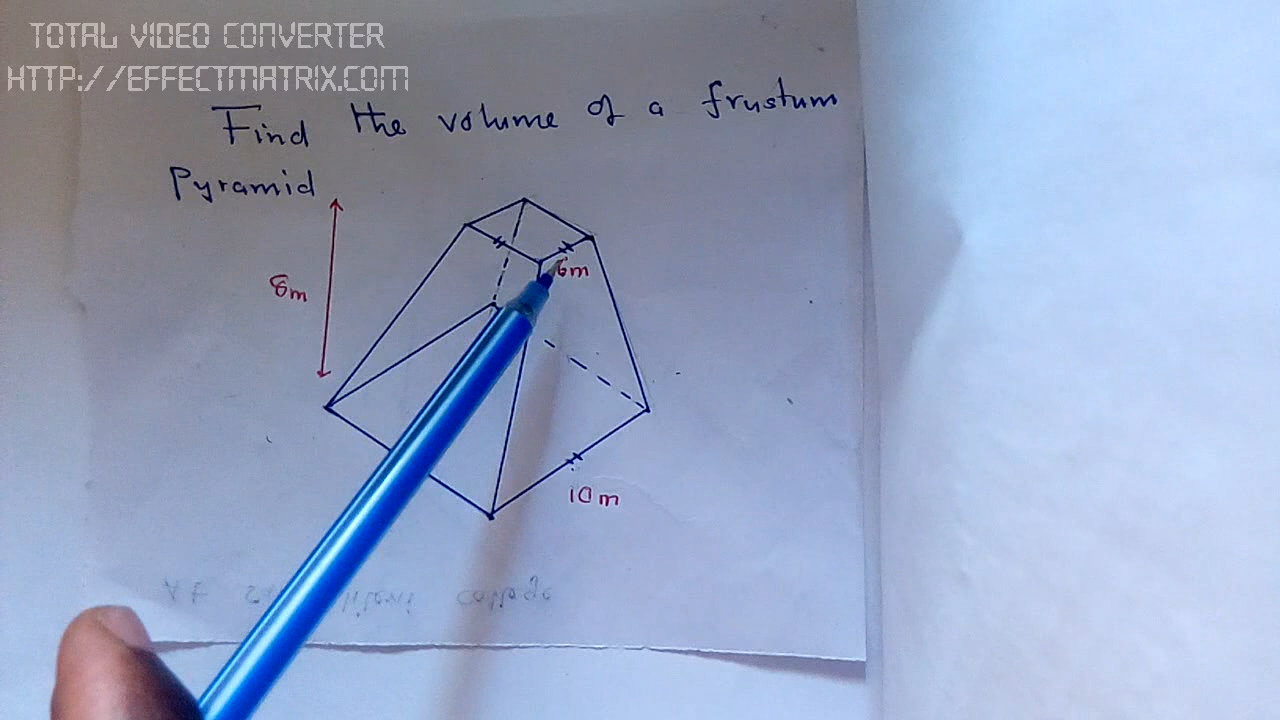 TOTAL VIDEO CONVERTER
HTTP://EFFECTMATRIX.COM
Find the volume of a frustum
Pyramid
8m
6m
10m